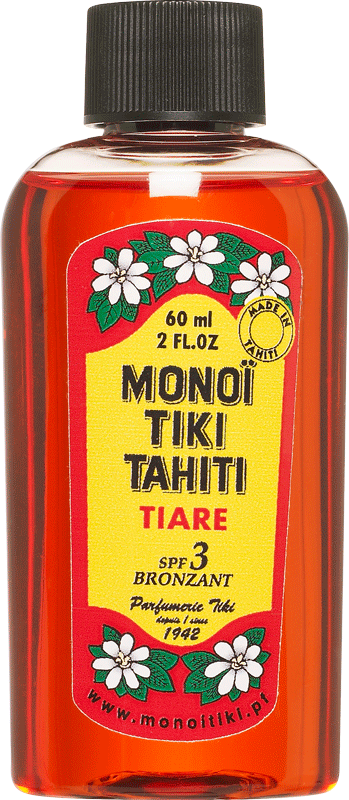 60 ml
2 FL.OZ
MADE IN
TAHITI
MONOÏ
TIKI
TAHITI
TIARE
SPF 3
BRONZANT
Parfumerie Tiki
depuis / since
1942
www.monoitiki.pf